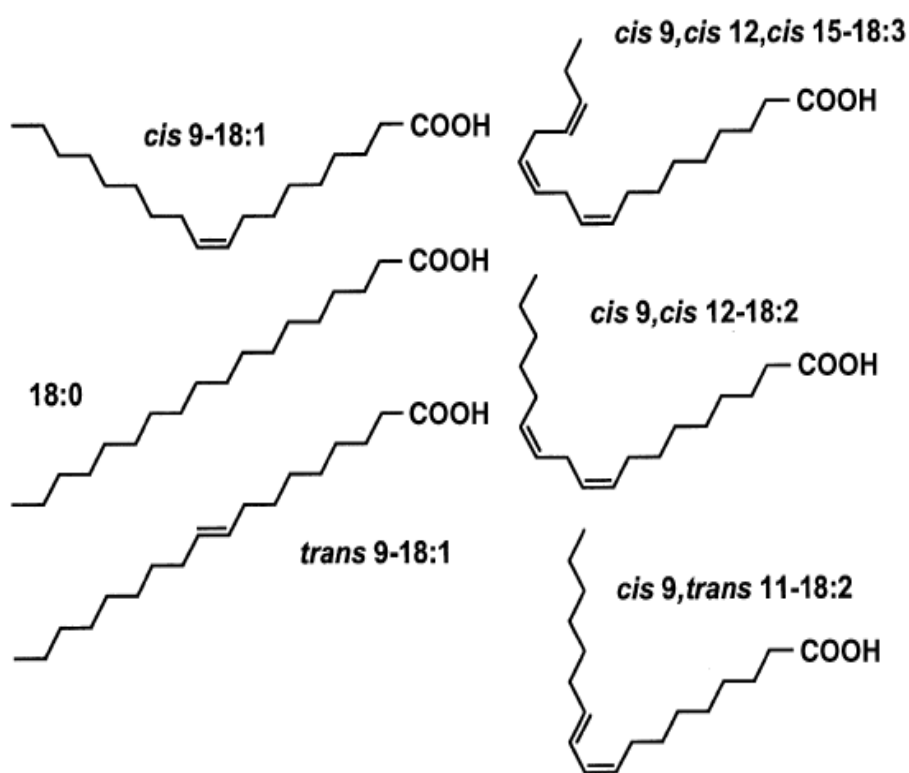 cis 9-18:1
COOH
18:0
COOH
trans 9-18:1
COOH
cis 9,cis 12,cis 15-18:3
COOH
cis 9,cis 12-18:2
COOH
cis 9,trans 11-18:2
COOH